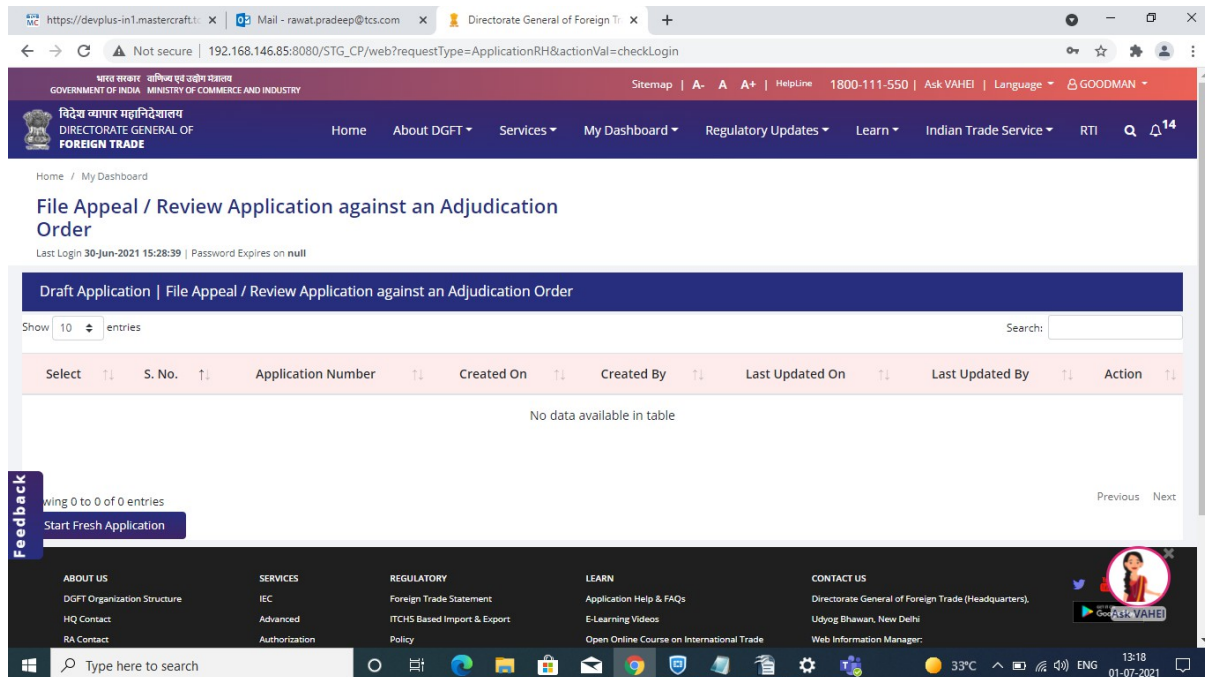 https://devplus-in1.mastercraft.tc
Mail - rawat.pradeep@tcs.com
Directorate General of Foreign Tr
Not secure | 192.168.146.85:8080/STG_CP/web?requestType=ApplicationRH&actionVal=checkLogin
भारत सरकार वाणिज्य एवं उद्योग मंत्रालय
GOVERNMENT OF INDIA MINISTRY OF COMMERCE AND INDUSTRY
Sitemap | A- A A+ | HelpLine 1800-111-550 | Ask VAHEI | Language GOODMAN
विदेश व्यापार महानिदेशालय
DIRECTORATE GENERAL OF
FOREIGN TRADE
Home About DGFT Services My Dashboard Regulatory Updates Learn Indian Trade Service RTI 14
Home / My Dashboard
File Appeal / Review Application against an Adjudication
Order
Last Login 30-Jun-2021 15:28:39 | Password Expires on null
Draft Application | File Appeal / Review Application against an Adjudication Order
Show 10 entries Search:
Select S. No. Application Number Created On Created By Last Updated On Last Updated By Action
No data available in table
wing 0 to 0 of 0 entries Previous Next
Start Fresh Application
Feedback
ABOUT US SERVICES REGULATORY LEARN CONTACT US
DGFT Organization Structure IEC Foreign Trade Statement Application Help & FAQs Directorate General of Foreign Trade (Headquarters),
HQ Contact Advanced ITCHS Based Import & Export E-Learning Videos Udyog Bhawan, New Delhi
RA Contact Authorization Policy Open Online Course on International Trade Web Information Manager:
Ask VAHEI
Type here to search 33°C ENG 13:18
01-07-2021